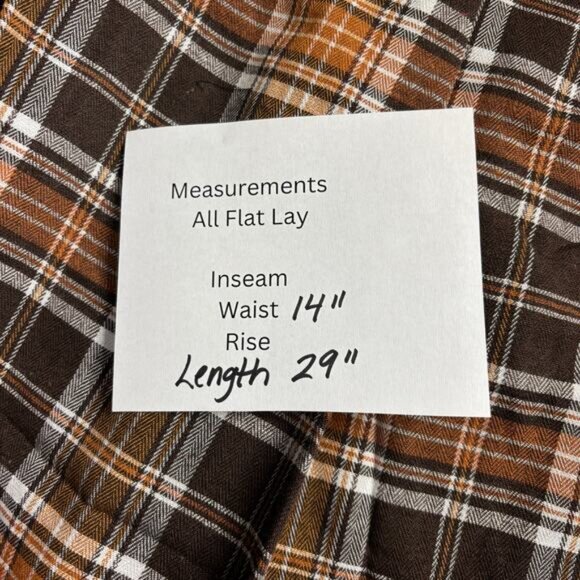 Measurements
All Flat Lay
Inseam
Waist 14"
Rise
Length 29"